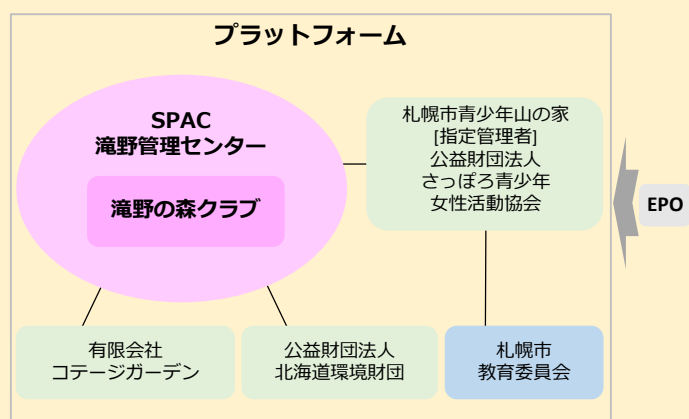 プラットフォーム
SPAC
滝野管理センター
滝野の森クラブ
札幌市青少年山の家
[指定管理者]
公益財団法人
さっぽろ青少年
女性活動協会
EPO
有限会社
コテージガーデン
公益財団法人
北海道環境財団
札幌市
教育委員会